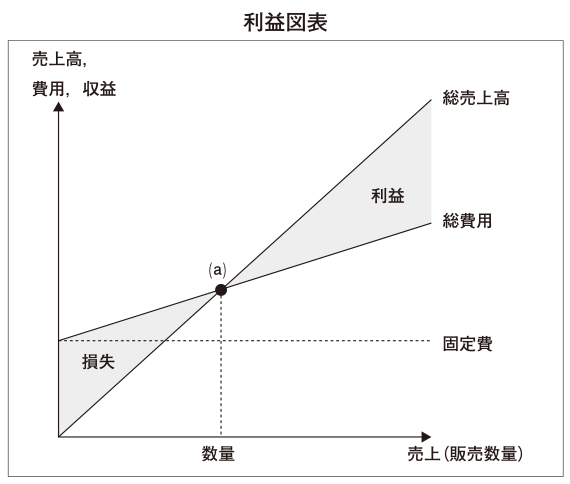 利益図表
売上高，
費用，収益
総売上高
利益
総費用
(a)
固定費
損失
数量
売上(販売数量)